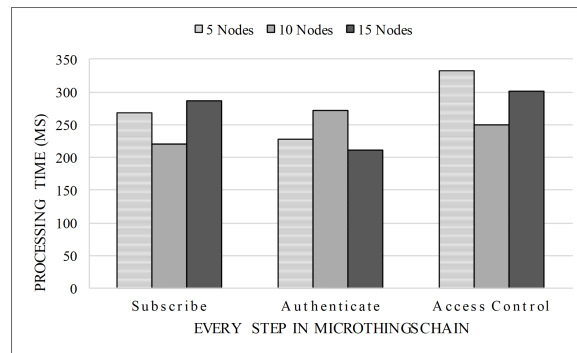 5 Nodes 10 Nodes 15 Nodes
PROCESSING TIME (MS)
350
300
250
200
150
100
50
0
Subscribe Authenticate Access Control
EVERY STEP IN MICROTHINGSCHAIN